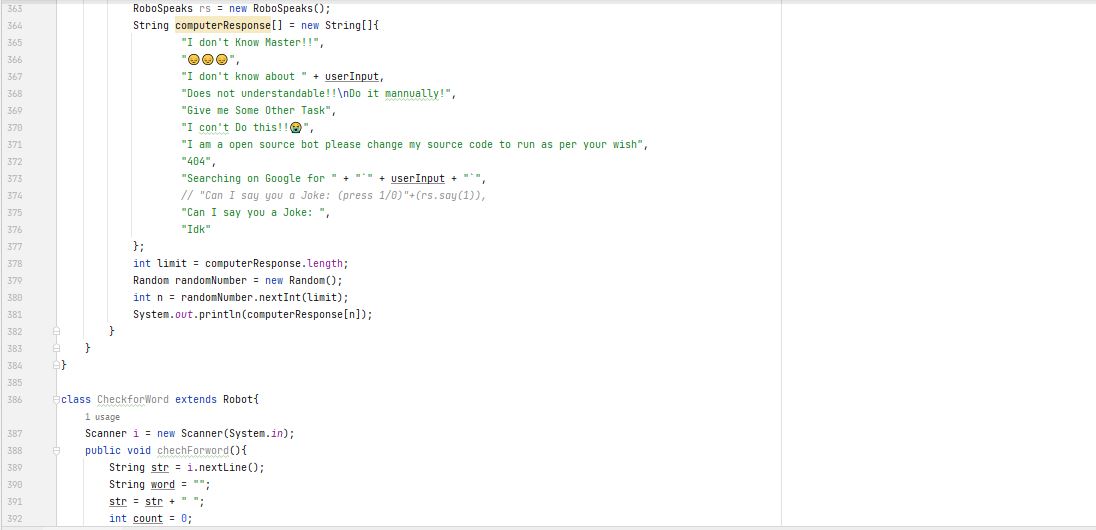 363 RoboSpeaks rs = new RoboSpeaks();
364 String computerResponse[] = new String[]{
365 "I don't Know Master!!",
366 "😑😑😑",
367 "I don't know about " + userInput,
368 "Does not understandable!!\nDo it mannually!",
369 "Give me Some Other Task",
370 "I con't Do this!!😭",
371 "I am a open source bot please change my source code to run as per your wish",
372 "404",
373 "Searching on Google for " + "`" + userInput + "`",
374 // "Can I say you a Joke: (press 1/0)"+(rs.say(1)),
375 "Can I say you a Joke: ",
376 "Idk"
377 };
378 int limit = computerResponse.length;
379 Random randomNumber = new Random();
380 int n = randomNumber.nextInt(limit);
381 System.out.println(computerResponse[n]);
382 }
383 }
384 }
385
386 class CheckforWord extends Robot{
1 usage
387 Scanner i = new Scanner(System.in);
388 public void chechForword(){
389 String str = i.nextLine();
390 String word = "";
391 str = str + " ";
392 int count = 0;